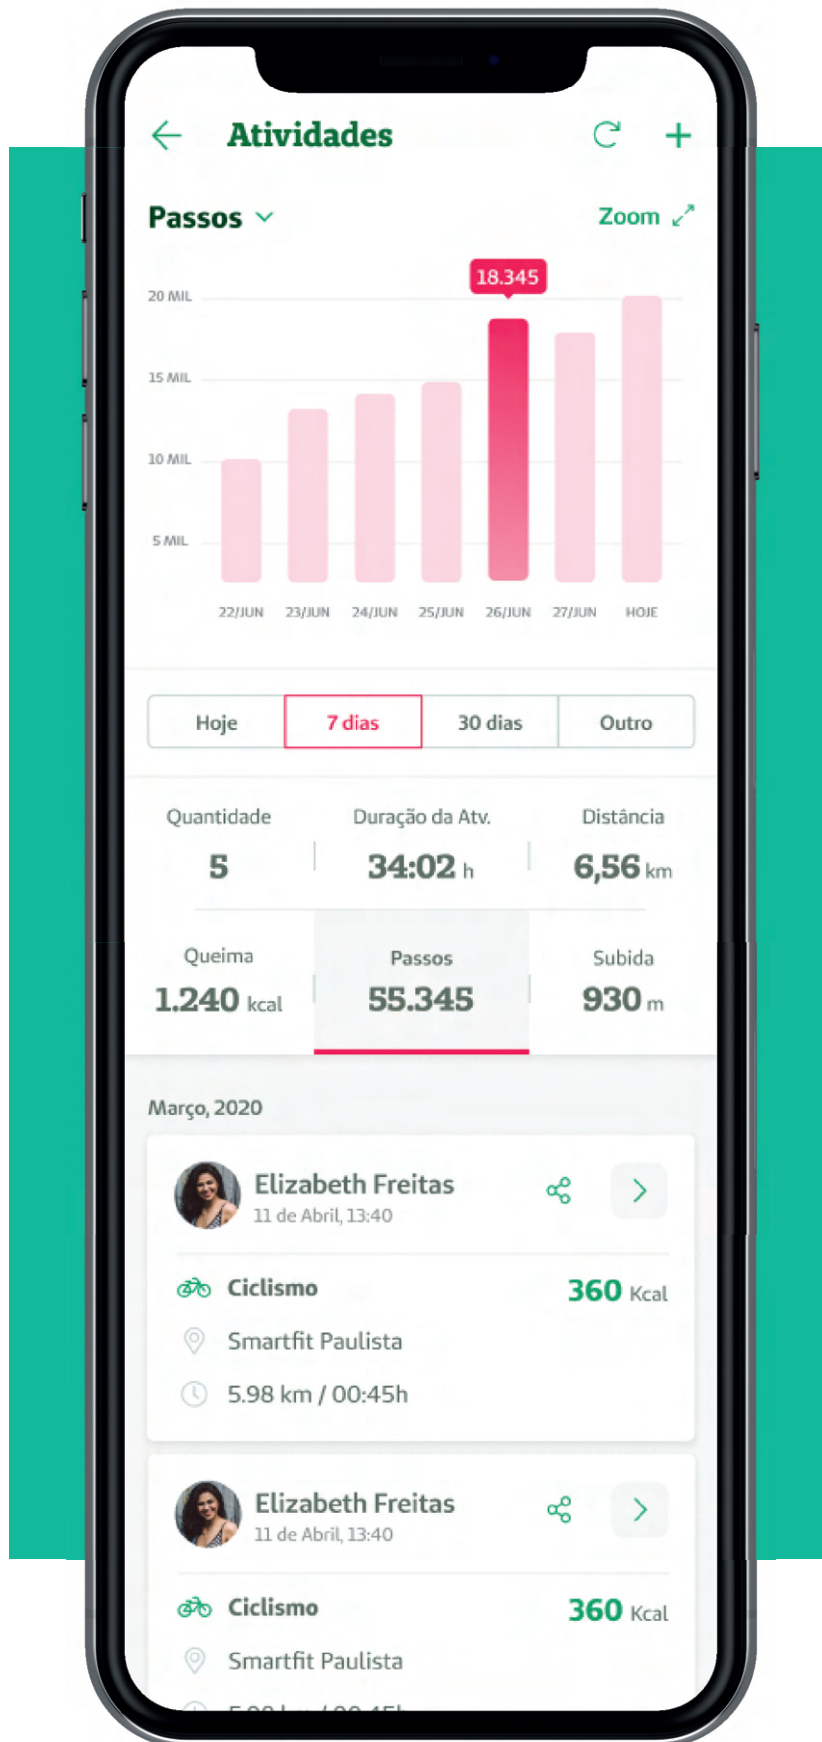 Atividades
Passos
Zoom
18.345
20 MIL
15 MIL
10 MIL
5 MIL
22/JUN 23/JUN 24/JUN 25/JUN 26/JUN 27/JUN HOJE
Hoje 7 dias 30 dias Outro
Quantidade Duração da Atv. Distância
5 34:02 h 6,56 km
Queima Passos Subida
1.240 kcal 55.345 930 m
Março, 2020
Elizabeth Freitas
11 de Abril, 13:40
Ciclismo 360 Kcal
Smartfit Paulista
5.98 km / 00:45h
Elizabeth Freitas
11 de Abril, 13:40
Ciclismo 360 Kcal
Smartfit Paulista